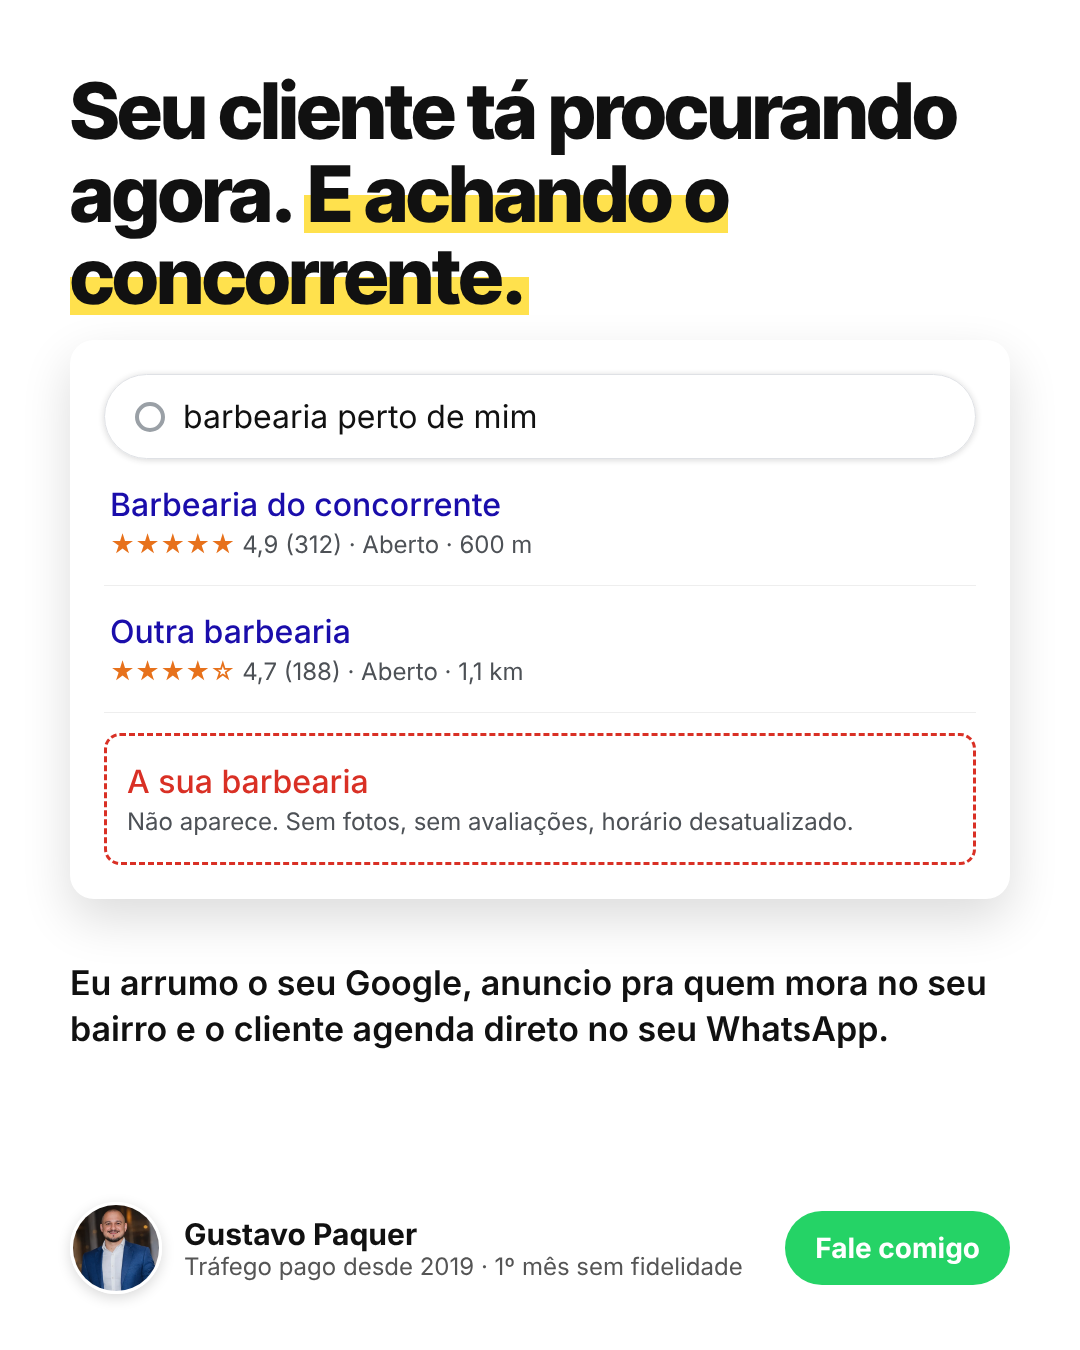 Seu cliente tá procurando
agora. E achando o
concorrente.
barbearia perto de mim
Barbearia do concorrente
★★★★★ 4,9 (312) · Aberto · 600 m
Outra barbearia
★★★★☆ 4,7 (188) · Aberto · 1,1 km
A sua barbearia
Não aparece. Sem fotos, sem avaliações, horário desatualizado.
Eu arrumo o seu Google, anuncio pra quem mora no seu
bairro e o cliente agenda direto no seu WhatsApp.
Gustavo Paquer
Tráfego pago desde 2019 · 1º mês sem fidelidade
Fale comigo